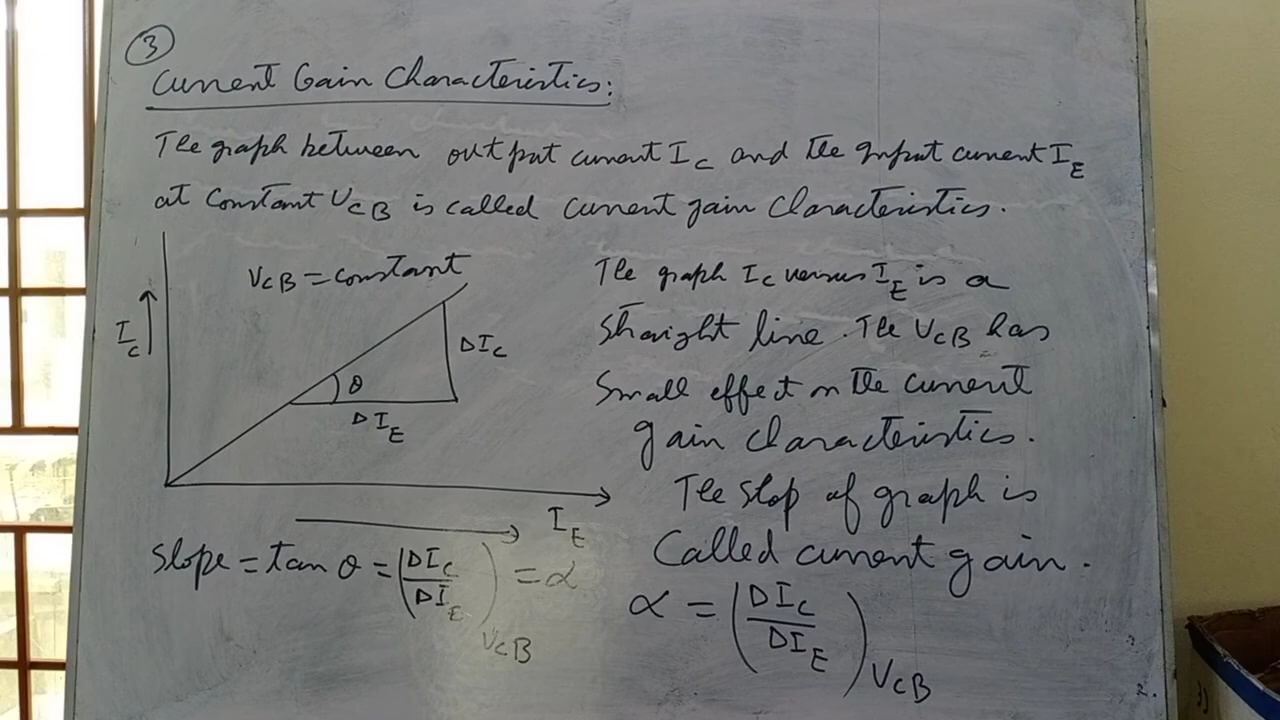 3
Current Gain Characteristics:
The graph between output current I_C and the input current I_E
at constant V_CB is called current gain characteristics.
V_CB = constant
I_C
ΔI_C
θ
ΔI_E
I_E
slope = tan θ = (ΔI_C/ΔI_E)_V_CB = α
The graph I_C versus I_E is a
straight line. The V_CB has
small effect on the current
gain characteristics.
The slop of graph is
Called current gain.
α = (ΔI_C/ΔI_E)_V_CB